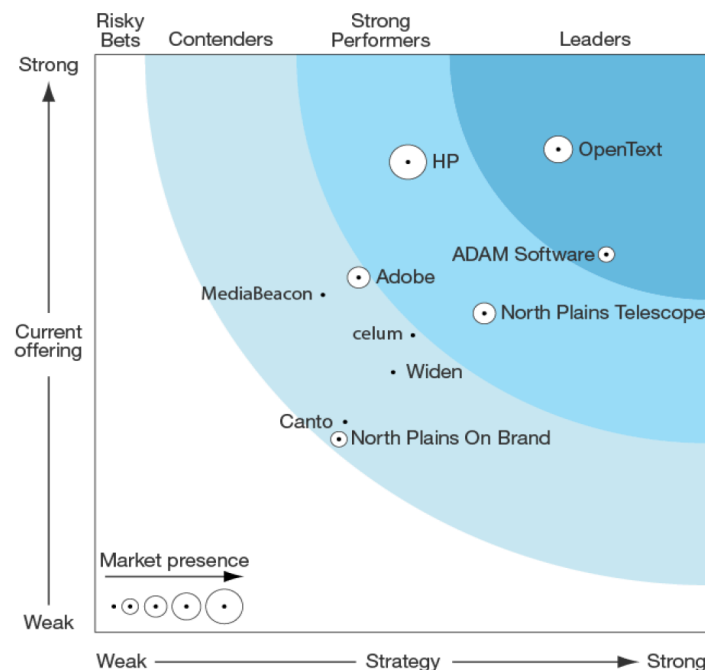 Risky
Bets
Contenders
Strong
Performers
Leaders
Strong
HP
OpenText
ADAM Software
Adobe
MediaBeacon
North Plains Telescope
celum
Current
offering
Widen
Canto
North Plains On Brand
Market presence
Weak
Weak
Strategy
Strong